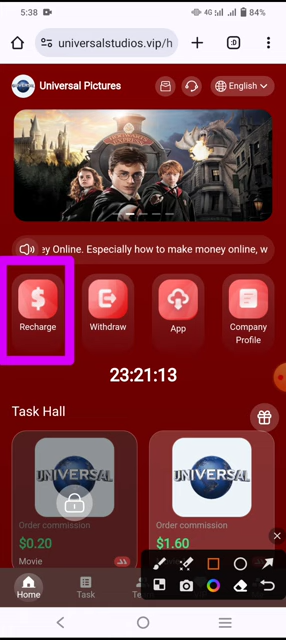 5:38
4G
84%
universalstudios.vip/h
:D
UNIVERSAL
Universal Pictures
English
ey Online. Especially how to make money online, w
$
Recharge
Withdraw
App
Company
Profile
23:21:13
Task Hall
UNIVERSAL
UNIVERSAL
Order commission
Order commission
$0.20
$1.60
Movie
Home
Task